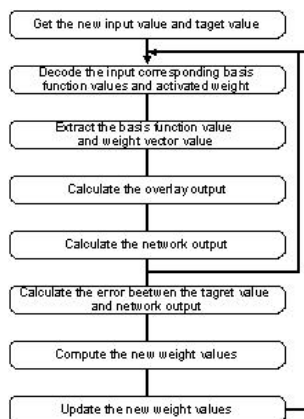 Get the new input value and taget value
Decode the input corresponding basis
function values and activated weight
Extract the basis function value
and weight vector value
Calculate the overlay output
Calculate the network output
Calculate the error beetwen the tagret value
and network output
Compute the new weight values
Update the new weight values